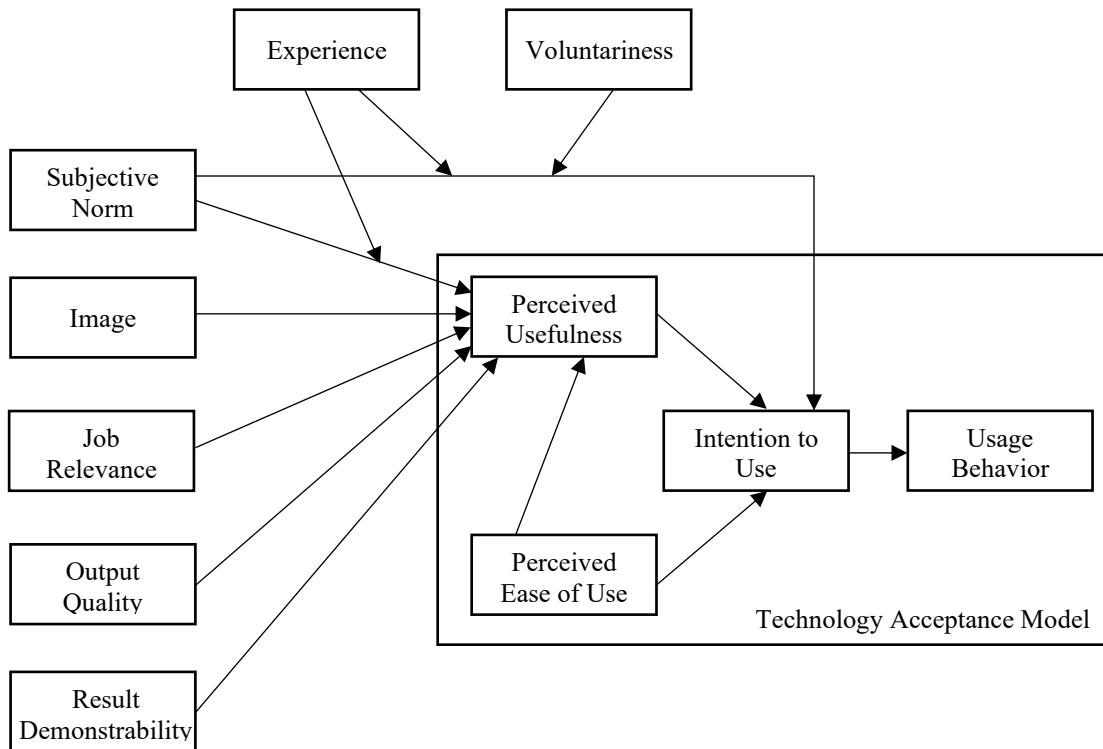 Experience
Voluntariness
Subjective
Norm
Image
Perceived
Usefulness
Job
Relevance
Intention to
Use
Usage
Behavior
Output
Quality
Perceived
Ease of Use
Technology Acceptance Model
Result
Demonstrability